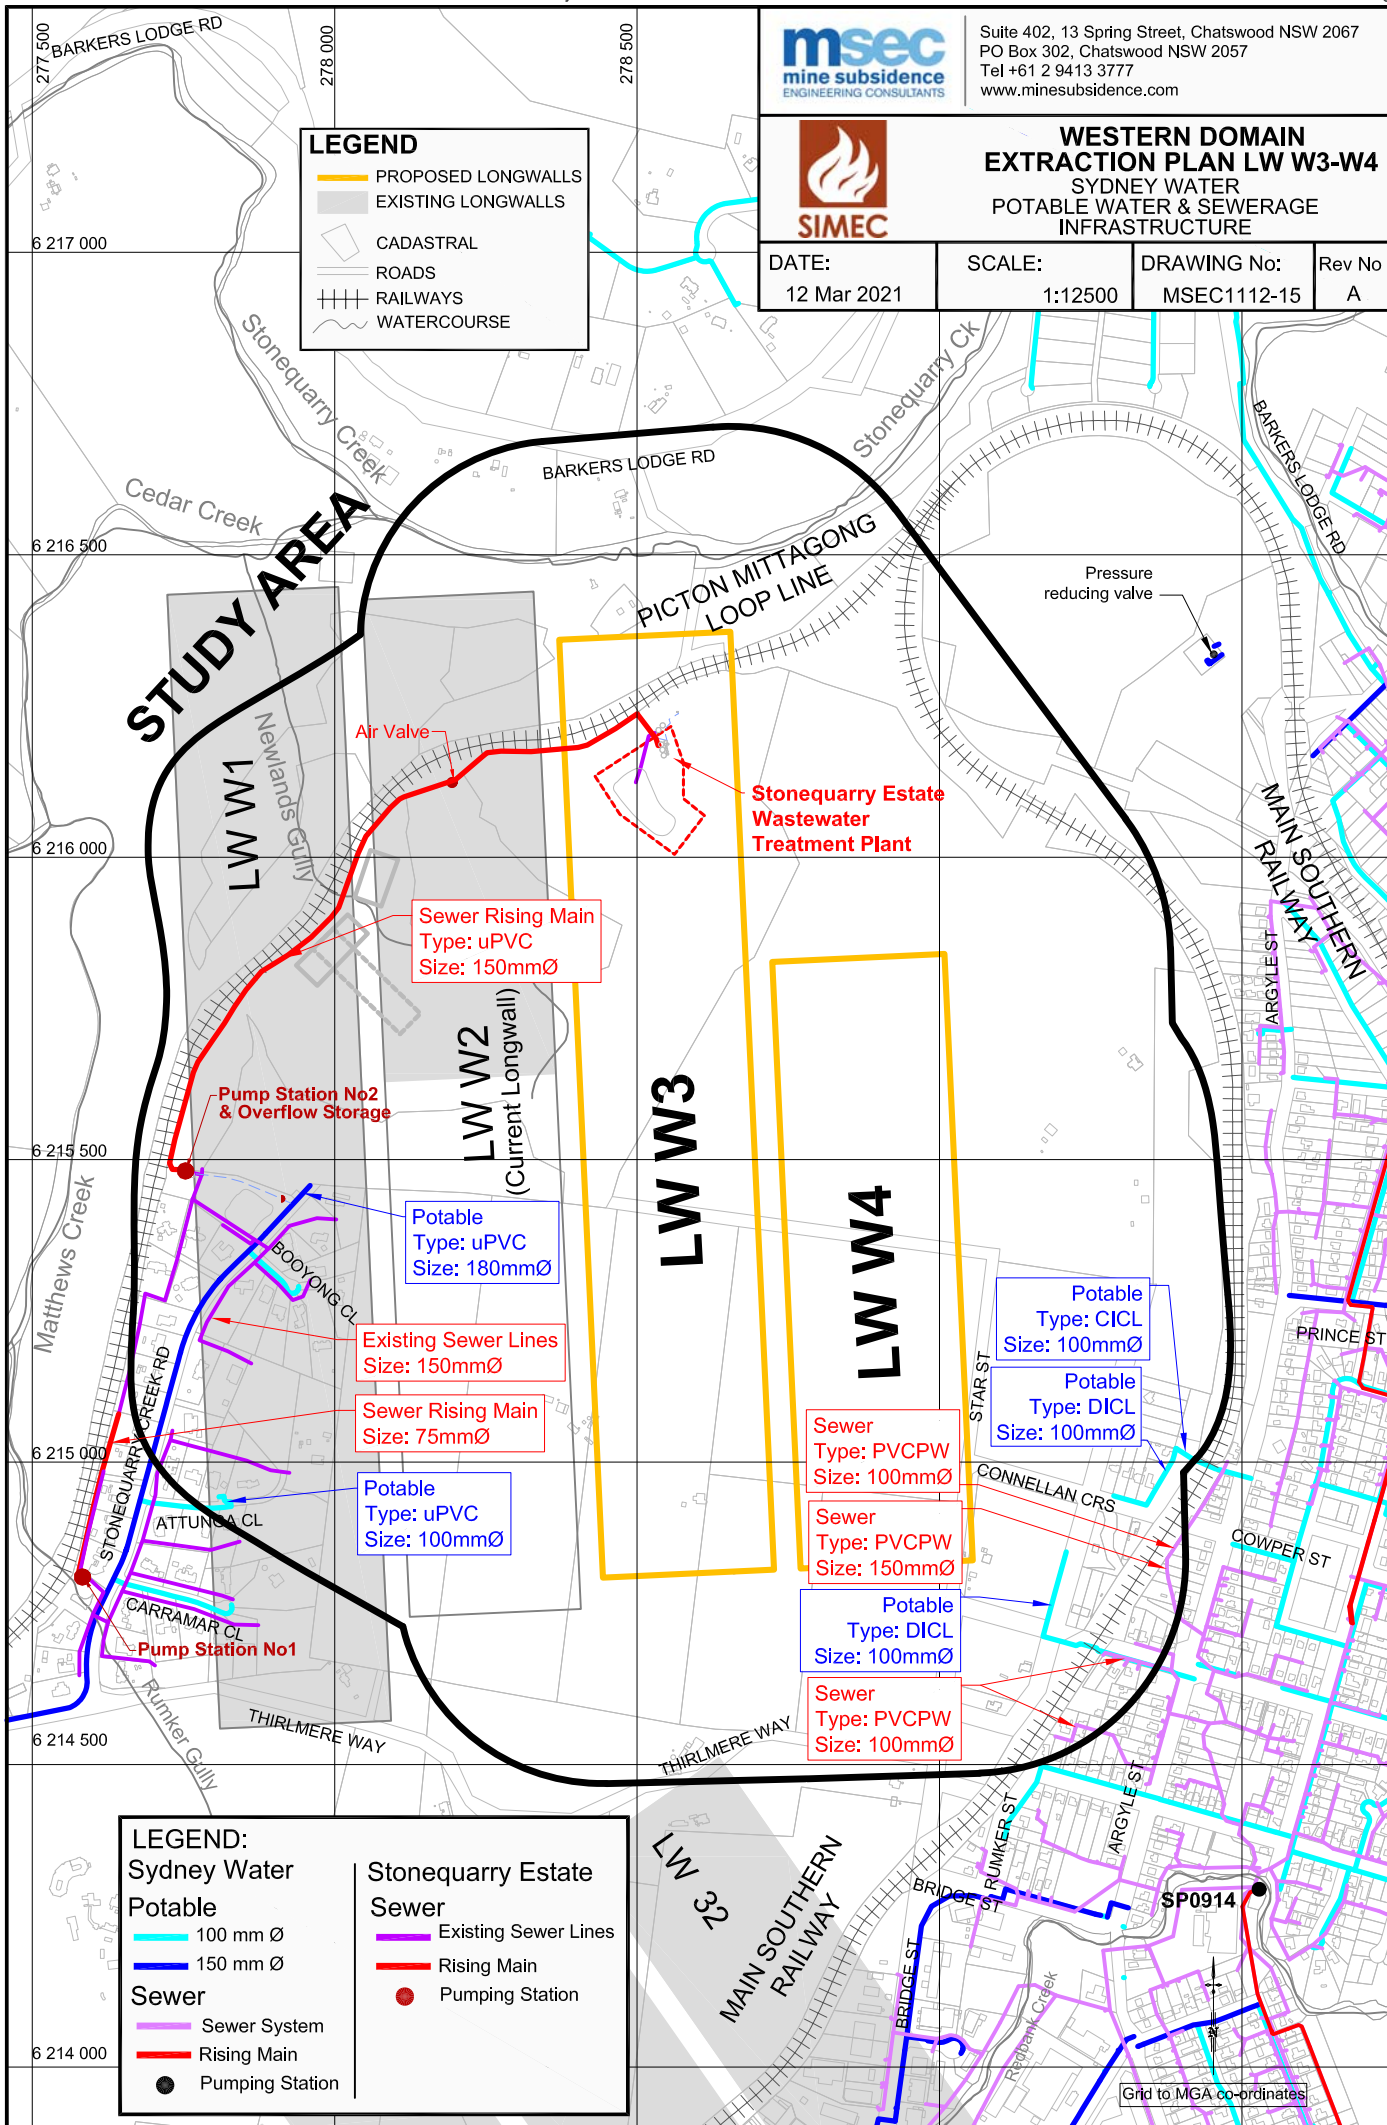 msec
mine subsidence
ENGINEERING CONSULTANTS
Suite 402, 13 Spring Street, Chatswood NSW 2067
PO Box 302, Chatswood NSW 2057
Tel +61 2 9413 3777
www.minesubsidence.com
SIMEC
WESTERN DOMAIN
EXTRACTION PLAN LW W3-W4
SYDNEY WATER
POTABLE WATER & SEWERAGE
INFRASTRUCTURE
DATE:
12 Mar 2021
SCALE:
1:12500
DRAWING No:
MSEC1112-15
Rev No
A
277 500
278 000
278 500
BARKERS LODGE RD
LEGEND
PROPOSED LONGWALLS
EXISTING LONGWALLS
CADASTRAL
ROADS
RAILWAYS
WATERCOURSE
6 217 000
Stonequarry Creek
Stonequarry Ck
BARKERS LODGE RD
BARKERS LODGE RD
Cedar Creek
STUDY AREA
6 216 500
PICTON MITTAGONG
LOOP LINE
Pressure
reducing valve
Newlands Gully
Air Valve
LW W1
Stonequarry Estate
Wastewater
Treatment Plant
MAIN SOUTHERN
RAILWAY
6 216 000
Sewer Rising Main
Type: uPVC
Size: 150mmØ
ARGYLE ST
LW W2
(Current Longwall)
LW W3
Pump Station No2
& Overflow Storage
6 215 500
Matthews Creek
Potable
Type: uPVC
Size: 180mmØ
LW W4
BOOYONG CL
Potable
Type: CICL
Size: 100mmØ
PRINCE ST
Existing Sewer Lines
Size: 150mmØ
STAR ST
Potable
Type: DICL
Size: 100mmØ
Sewer Rising Main
Size: 75mmØ
STONEQUARRY CREEK RD
Sewer
Type: PVCPW
Size: 100mmØ
6 215 000
CONNELLAN CRS
Potable
Type: uPVC
Size: 100mmØ
ATTUNGA CL
Sewer
Type: PVCPW
Size: 150mmØ
COWPER ST
CARRAMAR CL
Potable
Type: DICL
Size: 100mmØ
Pump Station No1
Sewer
Type: PVCPW
Size: 100mmØ
Rumker Gully
THIRLMERE WAY
THIRLMERE WAY
6 214 500
ARGYLE ST
RUMKER ST
LW 32
MAIN SOUTHERN
RAILWAY
BRIDGE ST
BRIDGE ST
SP0914
Redbank Creek
LEGEND:
Sydney Water
Potable
100 mm Ø
150 mm Ø
Sewer
Sewer System
Rising Main
Pumping Station
Stonequarry Estate
Sewer
Existing Sewer Lines
Rising Main
Pumping Station
6 214 000
N
Grid to MGA co-ordinates